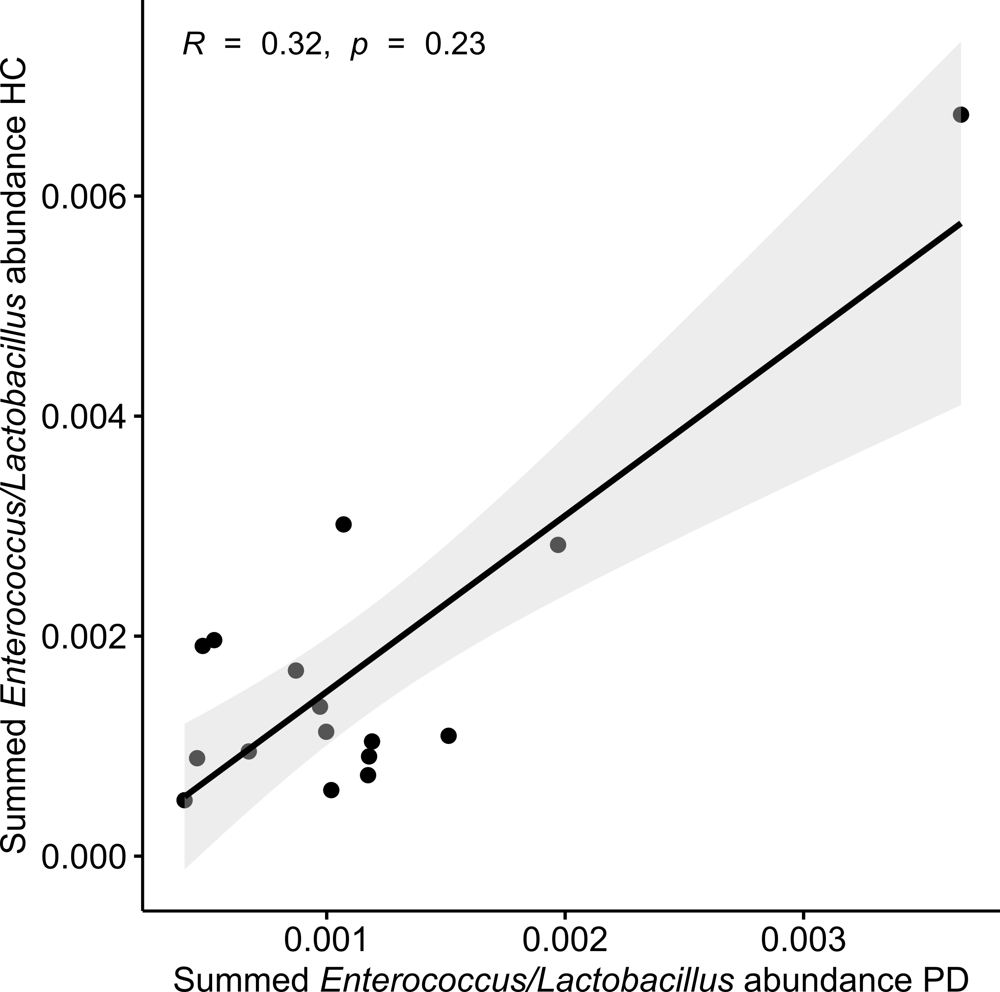 R = 0.32, p = 0.23
Summed Enterococcus/Lactobacillus abundance HC
0.006
0.004
0.002
0.000
0.001 0.002 0.003
Summed Enterococcus/Lactobacillus abundance PD